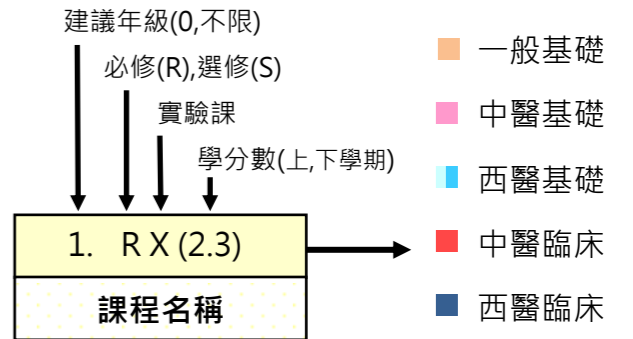 建議年級(0,不限)
必修(R),選修(S)
實驗課
學分數(上,下學期)
1. R X (2.3)
課程名稱
一般基礎
中醫基礎
西醫基礎
中醫臨床
西醫臨床